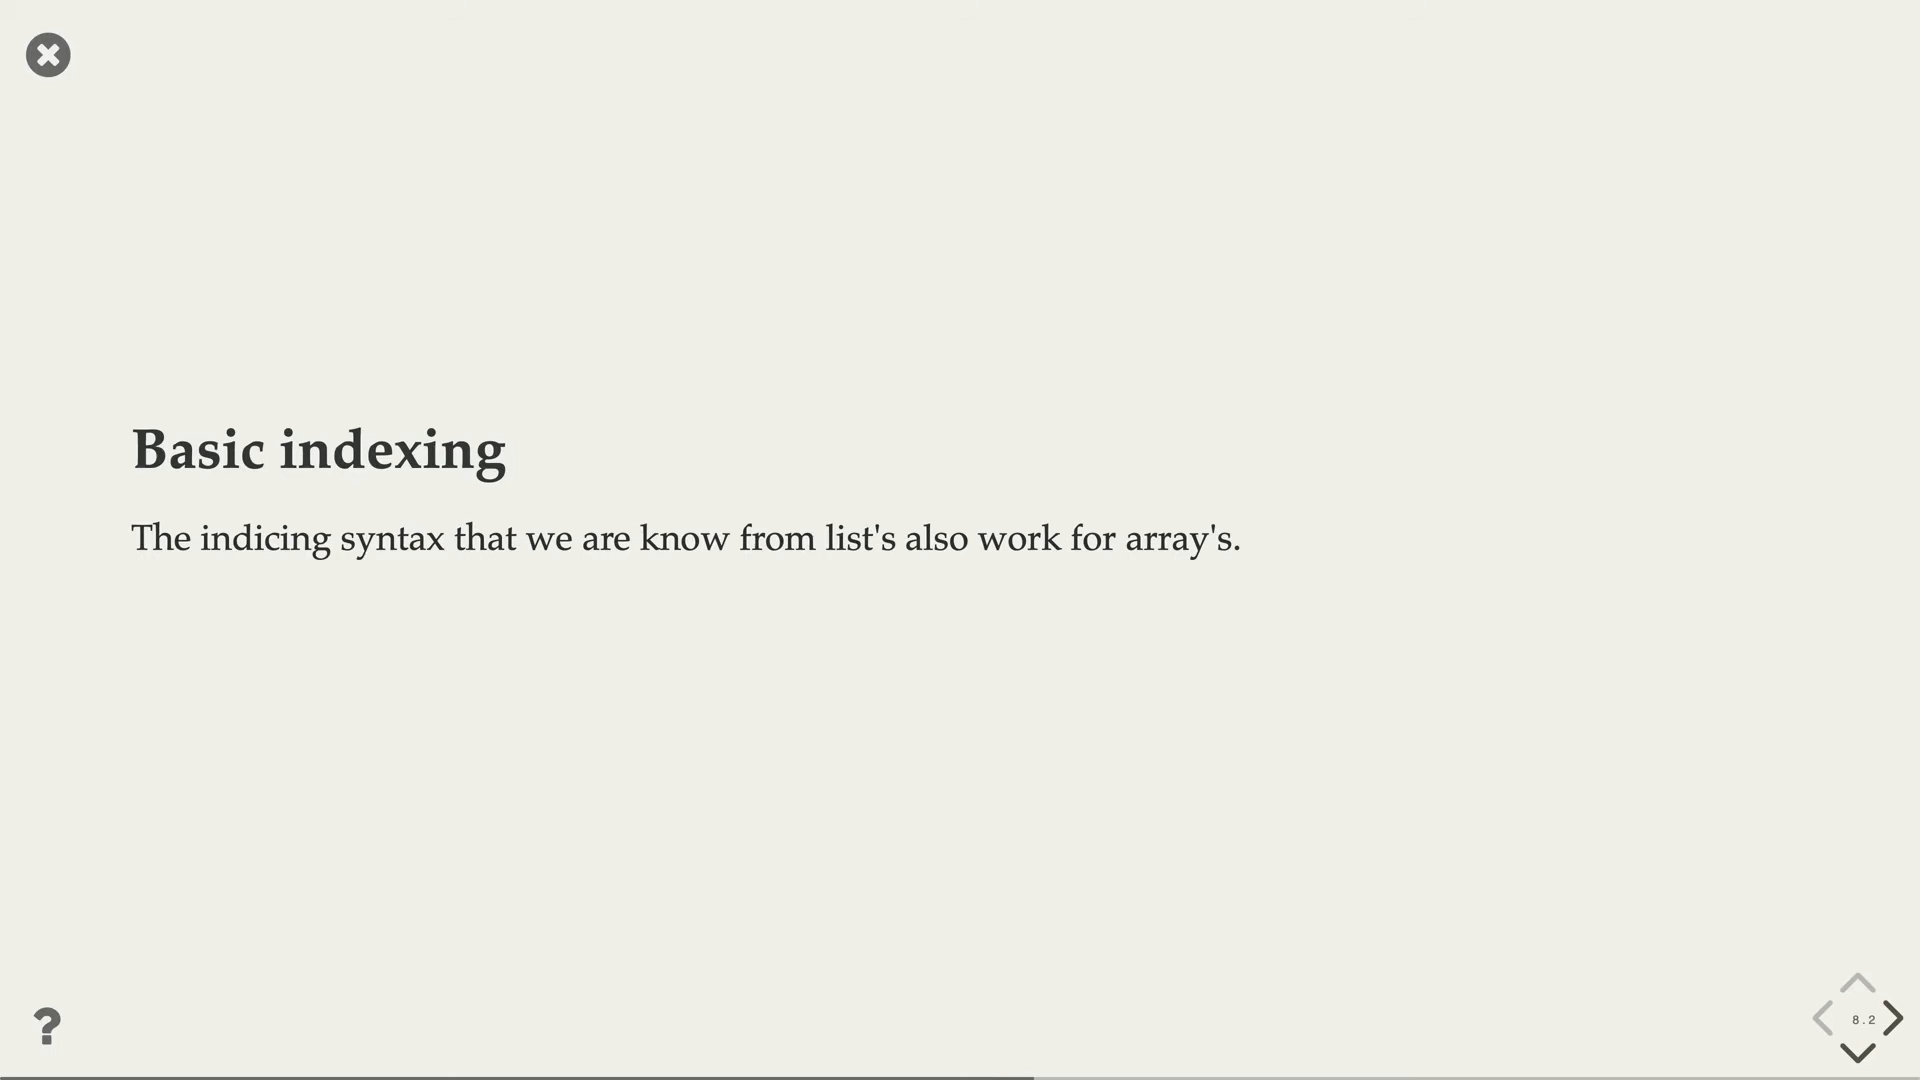 Basic indexing
The indicing syntax that we are know from list's also work for array's.
?
8.2